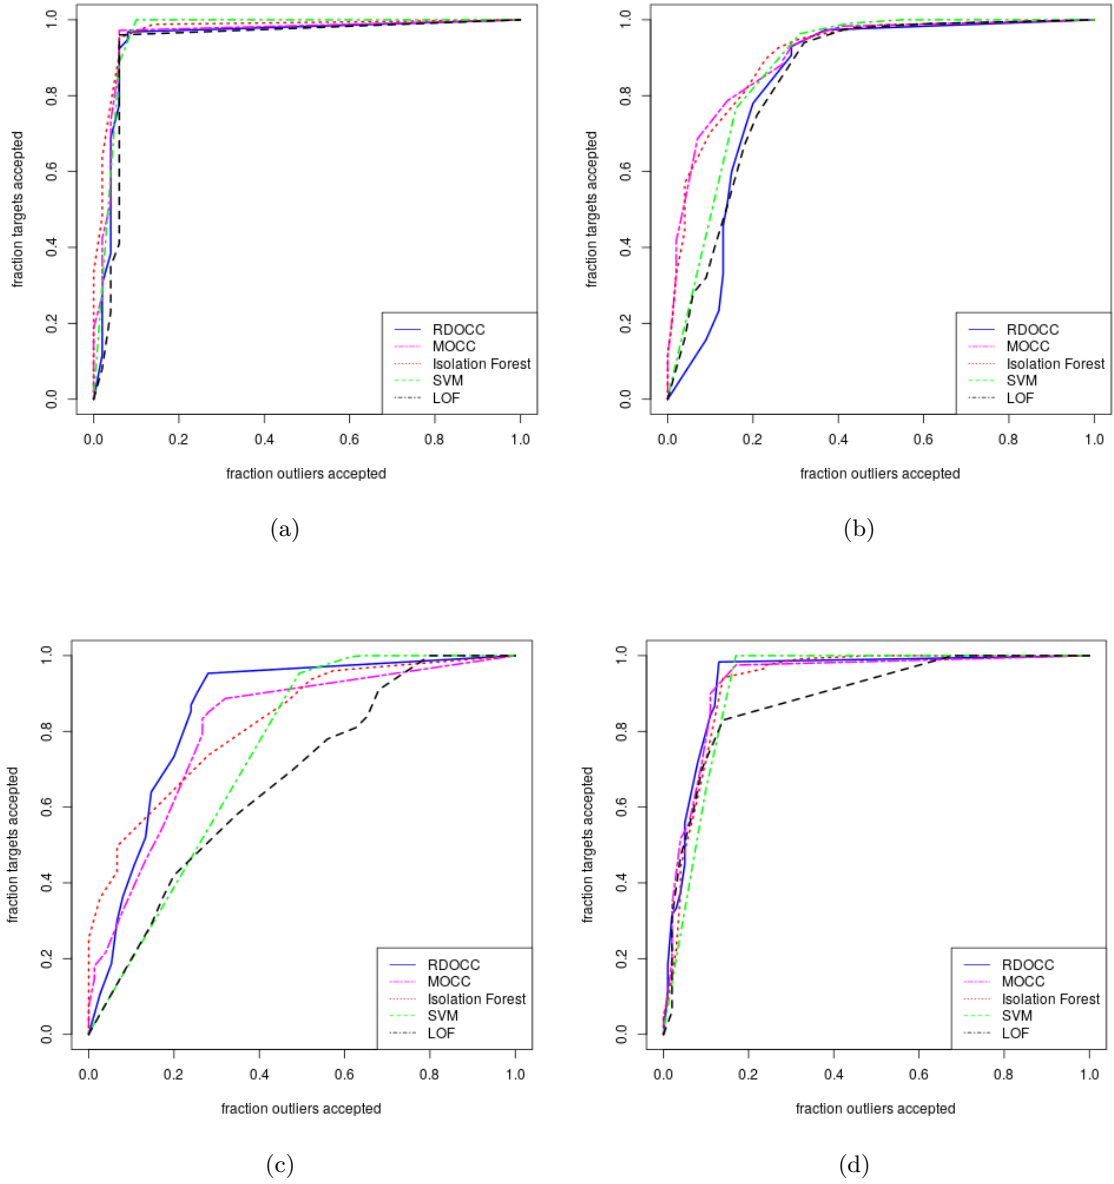 fraction targets accepted
1.0
0.8
0.6
0.4
0.2
0.0
RDOCC
MOCC
Isolation Forest
SVM
LOF
0.0 0.2 0.4 0.6 0.8 1.0
fraction outliers accepted
(a)
fraction targets accepted
1.0
0.8
0.6
0.4
0.2
0.0
RDOCC
MOCC
Isolation Forest
SVM
LOF
0.0 0.2 0.4 0.6 0.8 1.0
fraction outliers accepted
(b)
fraction targets accepted
1.0
0.8
0.6
0.4
0.2
0.0
RDOCC
MOCC
Isolation Forest
SVM
LOF
0.0 0.2 0.4 0.6 0.8 1.0
fraction outliers accepted
(c)
fraction targets accepted
1.0
0.8
0.6
0.4
0.2
0.0
RDOCC
MOCC
Isolation Forest
SVM
LOF
0.0 0.2 0.4 0.6 0.8 1.0
fraction outliers accepted
(d)